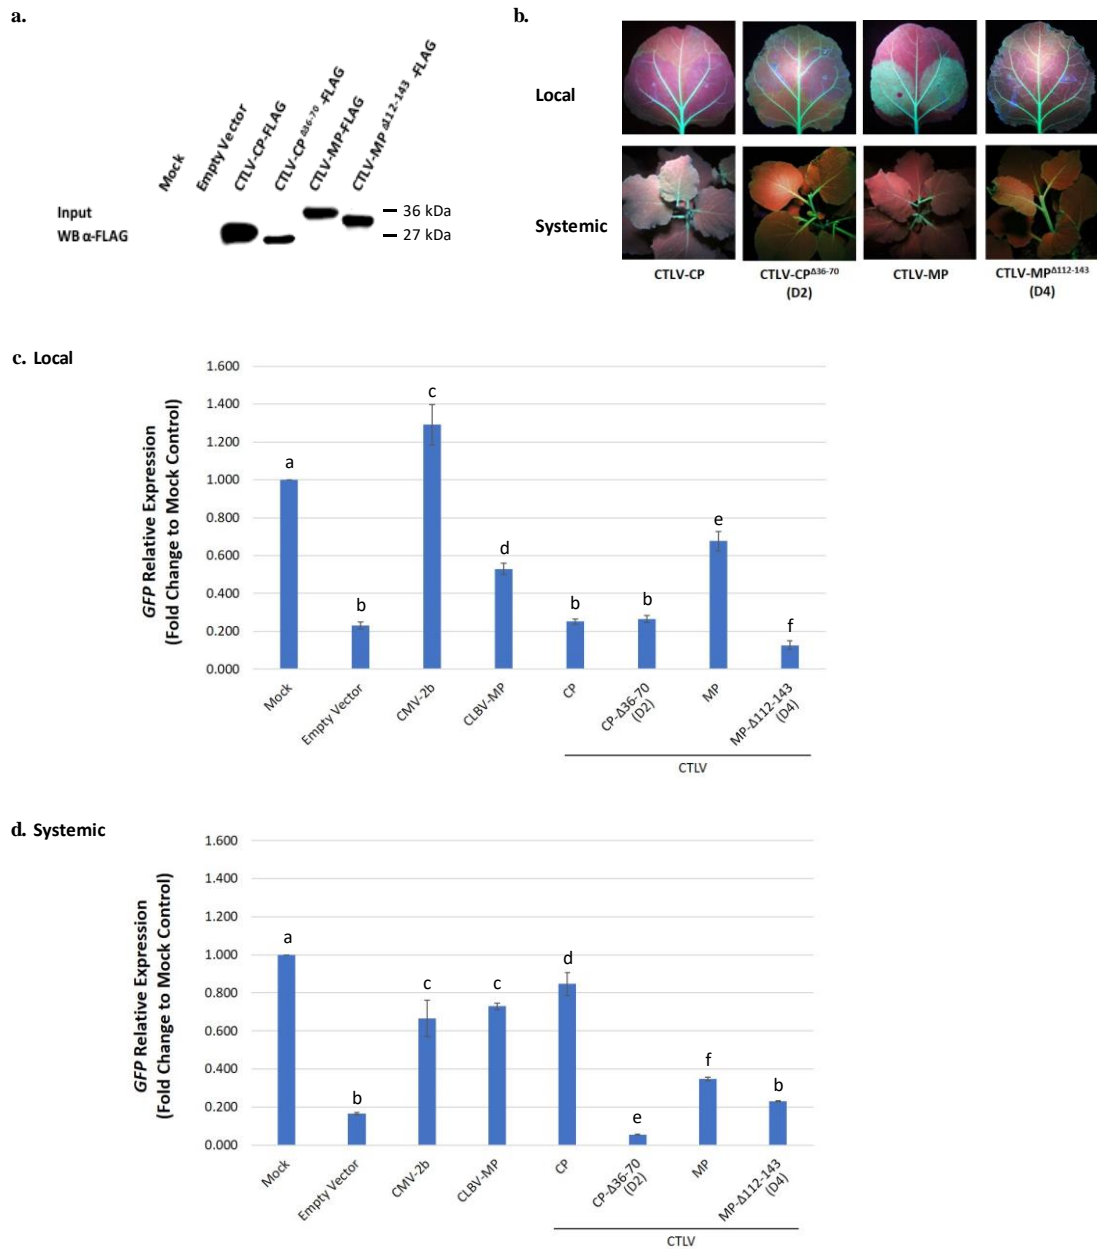 a.
Mock
Empty Vector
CTLV-CP-FLAG
CTLV-CP Δ36-70 -FLAG
CTLV-MP-FLAG
CTLV-MP Δ112-143 -FLAG
Input
WB α-FLAG
36 kDa
27 kDa
b.
Local
Systemic
CTLV-CP
CTLV-CPΔ36-70
(D2)
CTLV-MP
CTLV-MPΔ112-143
(D4)
c. Local
GFP Relative Expression
(Fold Change to Mock Control)
1.600
1.400
1.200
1.000
0.800
0.600
0.400
0.200
0.000
a
b
c
d
b
b
e
f
Mock
Empty Vector
CMV-2b
CLBV-MP
CP
CP-Δ36-70
(D2)
MP
MP-Δ112-143
(D4)
CTLV
d. Systemic
GFP Relative Expression
(Fold Change to Mock Control)
1.600
1.400
1.200
1.000
0.800
0.600
0.400
0.200
0.000
a
b
c
c
d
e
f
b
Mock
Empty Vector
CMV-2b
CLBV-MP
CP
CP-Δ36-70
(D2)
MP
MP-Δ112-143
(D4)
CTLV